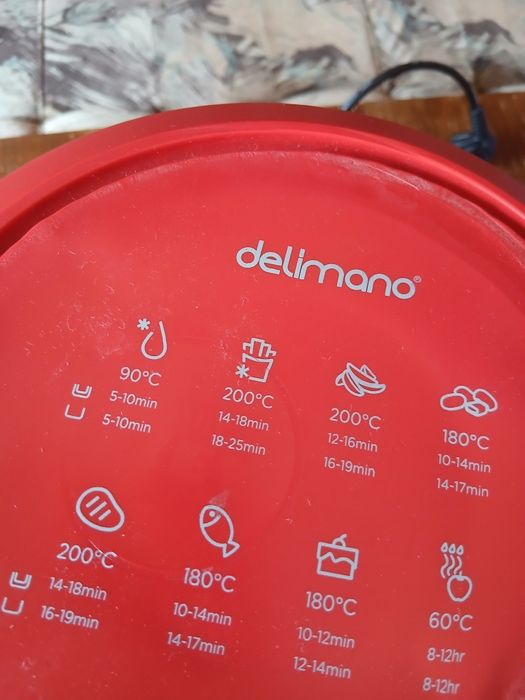 delimano®
90°C
5-10min
5-10min
200°C
14-18min
18-25min
200°C
12-16min
16-19min
180°C
10-14min
14-17min
200°C
14-18min
16-19min
180°C
10-14min
14-17min
180°C
10-12min
12-14min
60°C
8-12hr
8-12hr